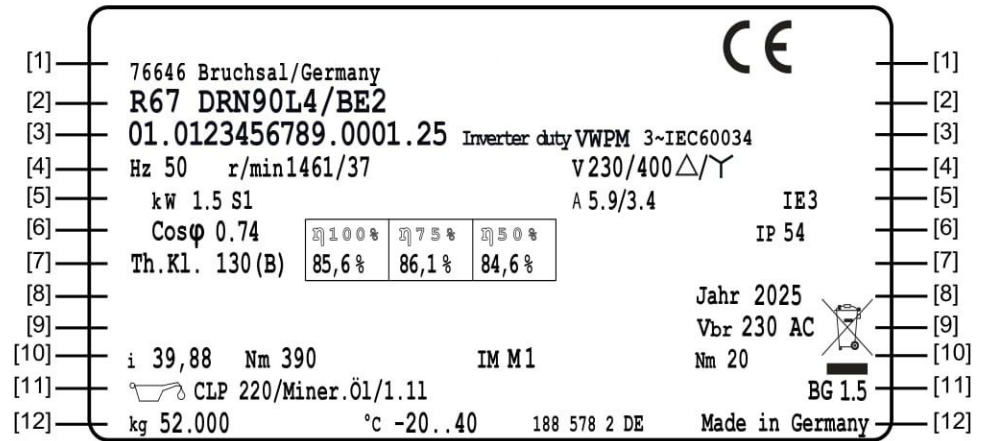 CE
[1] 76646 Bruchsal/Germany [1]
[2] R67 DRN90L4/BE2 [2]
[3] 01.0123456789.0001.25 Inverter duty VWPM 3~IEC60034 [3]
[4] Hz 50 r/min1461/37 V 230/400 △/Y [4]
[5] kW 1.5 S1 A 5.9/3.4 IE3 [5]
[6] Cosφ 0.74 η100% η75% η50% IP 54 [6]
[7] Th.Kl. 130(B) 85,6% 86,1% 84,6% [7]
[8] Jahr 2025 [8]
[9] Vbr 230 AC [9]
[10] i 39,88 Nm 390 IM M1 Nm 20 [10]
[11] CLP 220/Miner.Öl/1.1l BG 1.5 [11]
[12] kg 52.000 °C -20..40 188 578 2 DE Made in Germany [12]